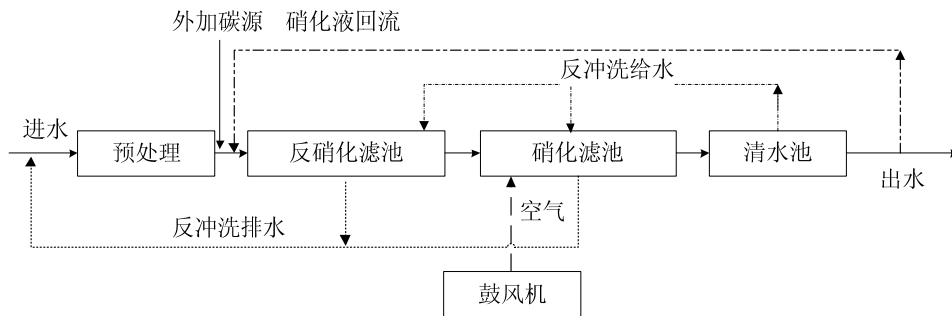 外加碳源 硝化液回流
反冲洗给水
进水
预处理
反硝化滤池
硝化滤池
清水池
出水
空气
反冲洗排水
鼓风机